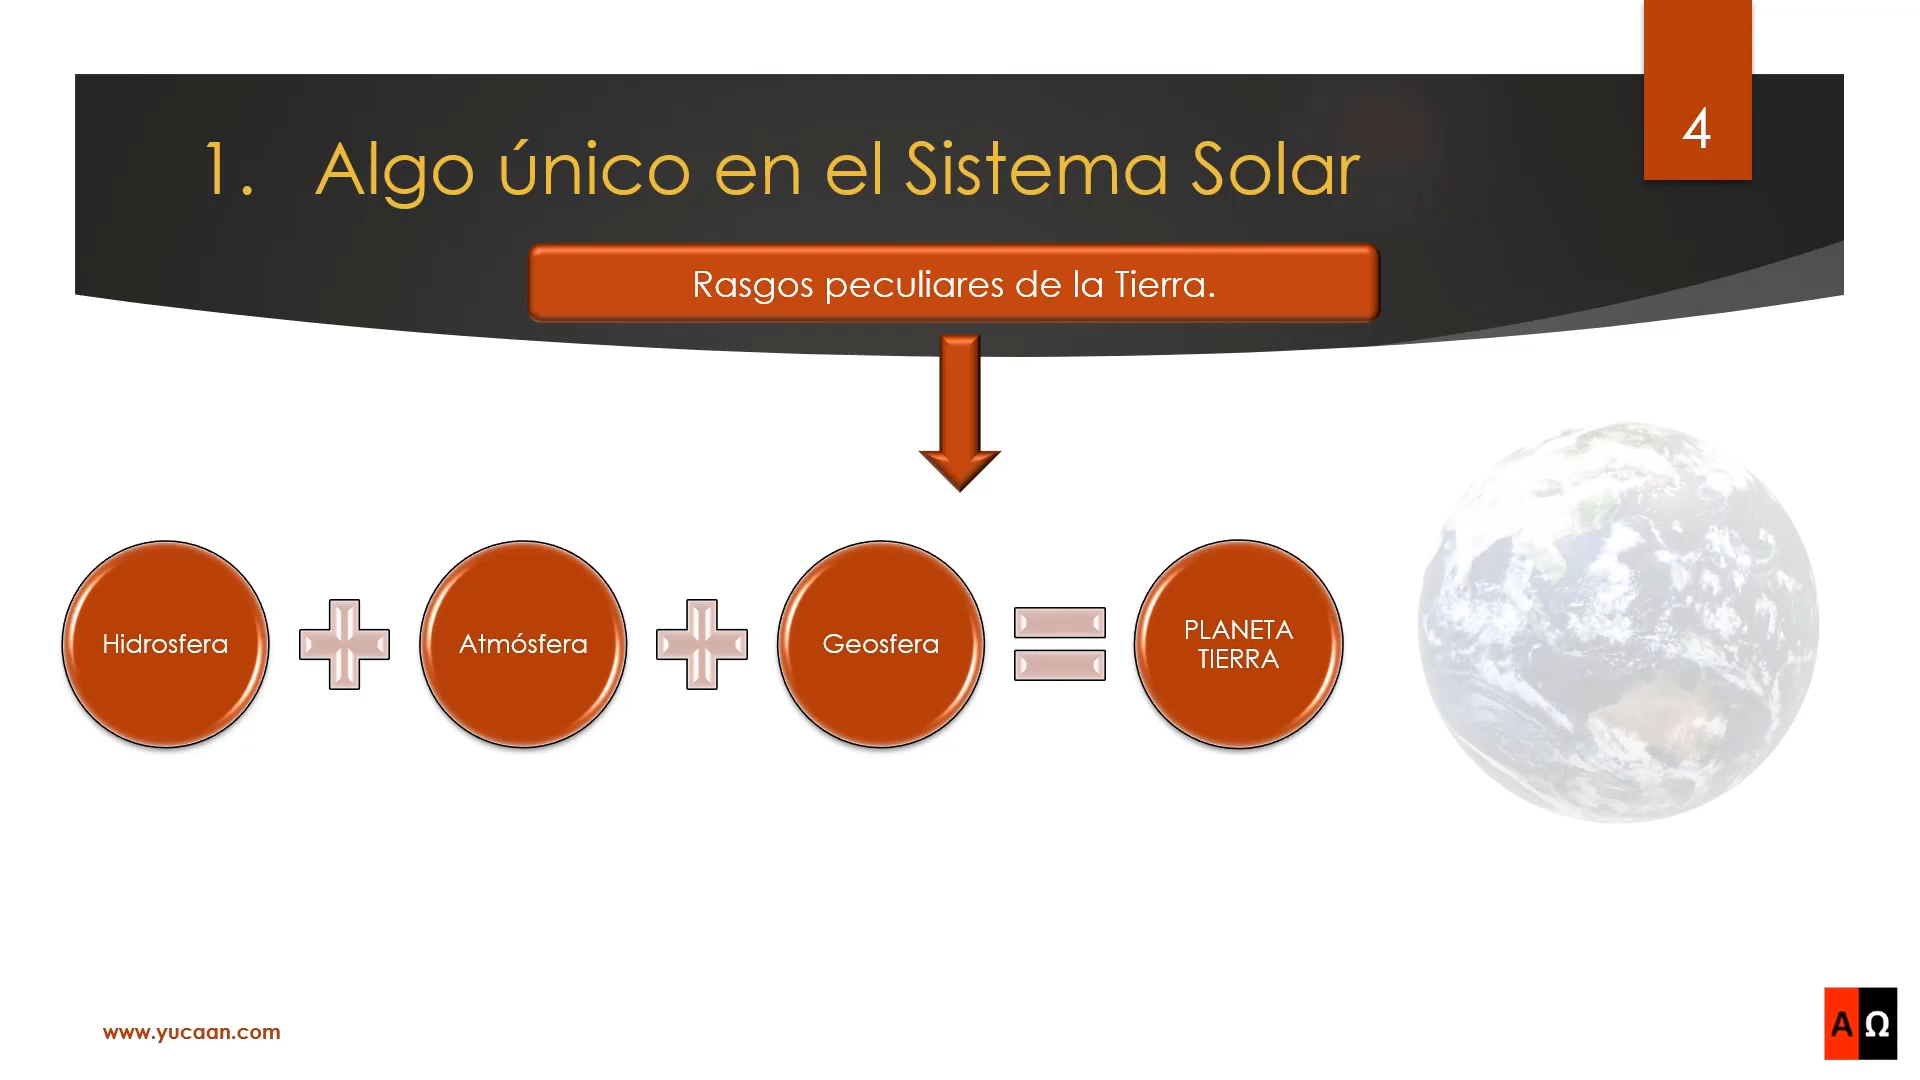 4
1. Algo único en el Sistema Solar
Rasgos peculiares de la Tierra.
Hidrosfera
Atmósfera
Geosfera
PLANETA
TIERRA
www.yucaan.com
A Ω